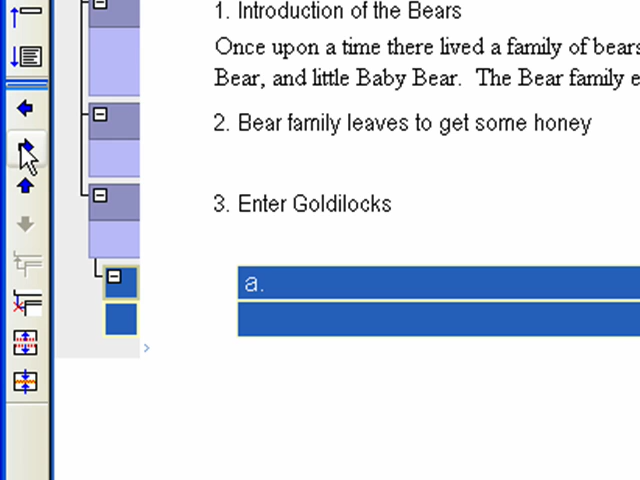 1. Introduction of the Bears
Once upon a time there lived a family of bears
Bear, and little Baby Bear.  The Bear family e
2. Bear family leaves to get some honey
3. Enter Goldilocks
a.